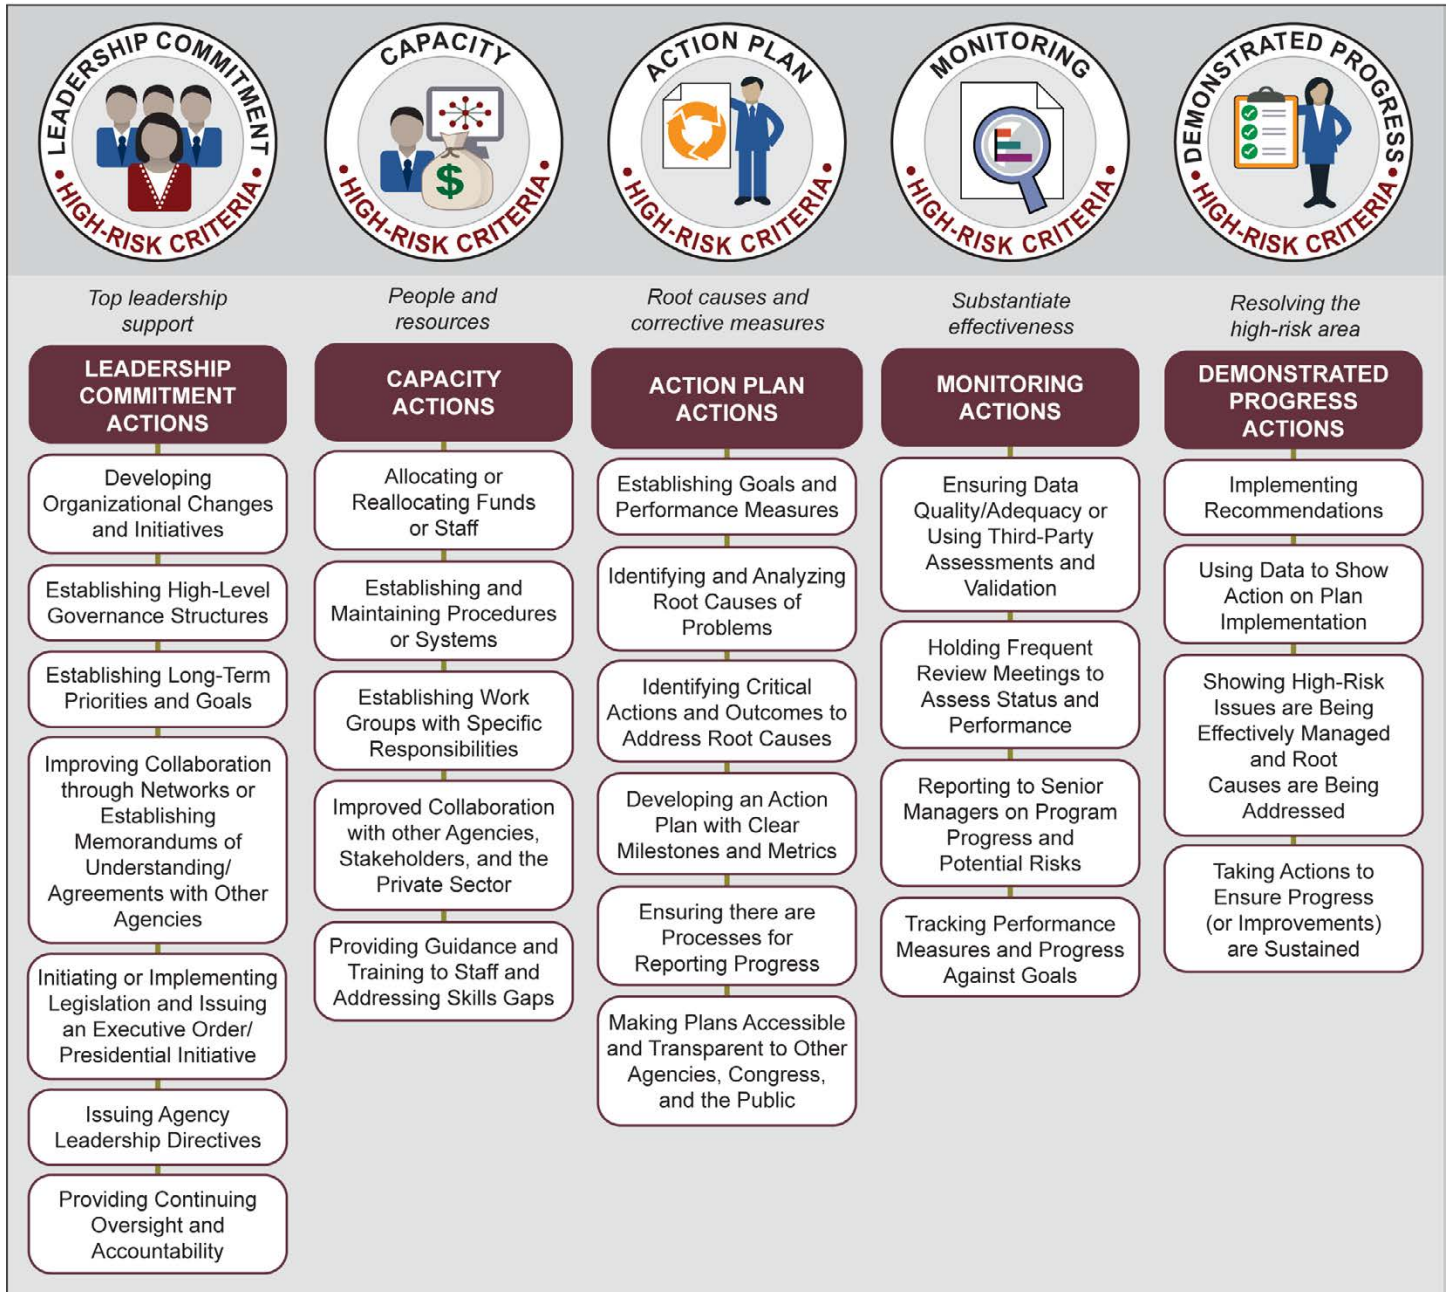 LEADERSHIP COMMITMENT
• HIGH-RISK CRITERIA •
CAPACITY
• HIGH-RISK CRITERIA •
$
ACTION PLAN
• HIGH-RISK CRITERIA •
MONITORING
• HIGH-RISK CRITERIA •
DEMONSTRATED PROGRESS
• HIGH-RISK CRITERIA •
Top leadership
support
LEADERSHIP
COMMITMENT
ACTIONS
Developing
Organizational Changes
and Initiatives
Establishing High-Level
Governance Structures
Establishing Long-Term
Priorities and Goals
Improving Collaboration
through Networks or
Establishing
Memorandums of
Understanding/
Agreements with Other
Agencies
Initiating or Implementing
Legislation and Issuing
an Executive Order/
Presidential Initiative
Issuing Agency
Leadership Directives
Providing Continuing
Oversight and
Accountability
People and
resources
CAPACITY
ACTIONS
Allocating or
Reallocating Funds
or Staff
Establishing and
Maintaining Procedures
or Systems
Establishing Work
Groups with Specific
Responsibilities
Improved Collaboration
with other Agencies,
Stakeholders, and the
Private Sector
Providing Guidance and
Training to Staff and
Addressing Skills Gaps
Root causes and
corrective measures
ACTION PLAN
ACTIONS
Establishing Goals and
Performance Measures
Identifying and Analyzing
Root Causes of
Problems
Identifying Critical
Actions and Outcomes to
Address Root Causes
Developing an Action
Plan with Clear
Milestones and Metrics
Ensuring there are
Processes for
Reporting Progress
Making Plans Accessible
and Transparent to Other
Agencies, Congress,
and the Public
Substantiate
effectiveness
MONITORING
ACTIONS
Ensuring Data
Quality/Adequacy or
Using Third-Party
Assessments and
Validation
Holding Frequent
Review Meetings to
Assess Status and
Performance
Reporting to Senior
Managers on Program
Progress and
Potential Risks
Tracking Performance
Measures and Progress
Against Goals
Resolving the
high-risk area
DEMONSTRATED
PROGRESS
ACTIONS
Implementing
Recommendations
Using Data to Show
Action on Plan
Implementation
Showing High-Risk
Issues are Being
Effectively Managed
and Root
Causes are Being
Addressed
Taking Actions to
Ensure Progress
(or Improvements)
are Sustained